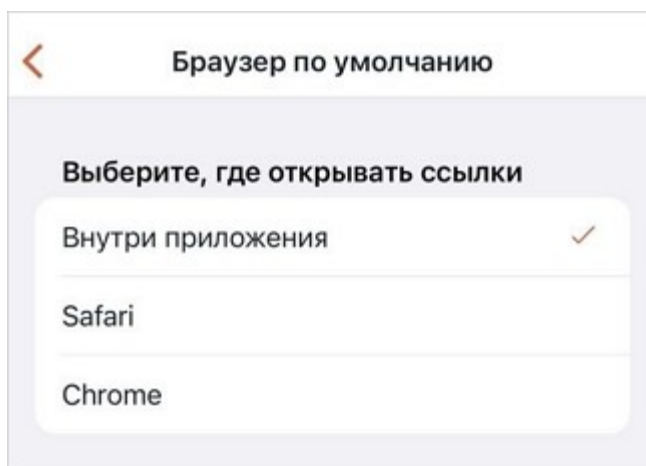 Браузер по умолчанию
Выберите, где открывать ссылки
Внутри приложения
Safari
Chrome